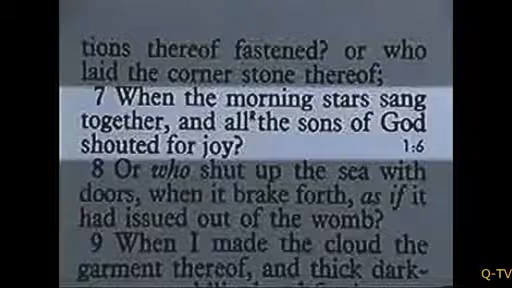 tions thereof fastened? or who
laid the corner stone thereof;
7 When the morning stars sang
together, and all* the sons of God
shouted for joy? 1:6
8 Or who shut up the sea with
doors, when it brake forth, as if it
had issued out of the womb?
9 When I made the cloud the
garment thereof, and thick dark-
Q-TV